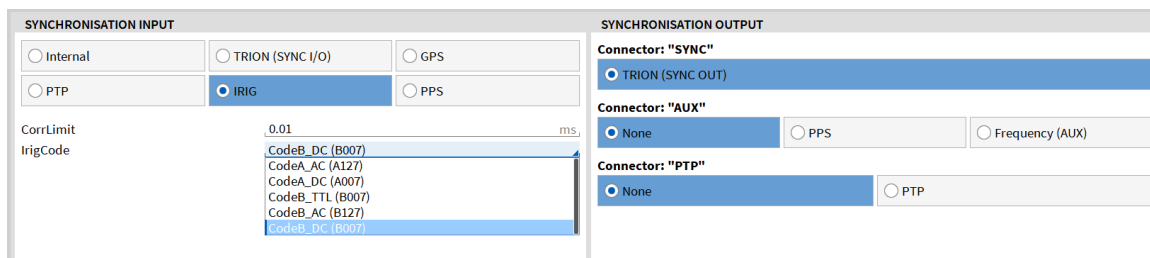 SYNCHRONISATION INPUT
Internal
TRION (SYNC I/O)
GPS
PTP
IRIG
PPS
CorrLimit
0.01
ms
IrigCode
CodeB_DC (B007)
CodeA_AC (A127)
CodeA_DC (A007)
CodeB_TTL (B007)
CodeB_AC (B127)
CodeB_DC (B007)
SYNCHRONISATION OUTPUT
Connector: "SYNC"
TRION (SYNC OUT)
Connector: "AUX"
None
PPS
Frequency (AUX)
Connector: "PTP"
None
PTP